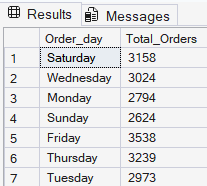 Results Messages
Order_day Total_Orders
1 Saturday 3158
2 Wednesday 3024
3 Monday 2794
4 Sunday 2624
5 Friday 3538
6 Thursday 3239
7 Tuesday 2973